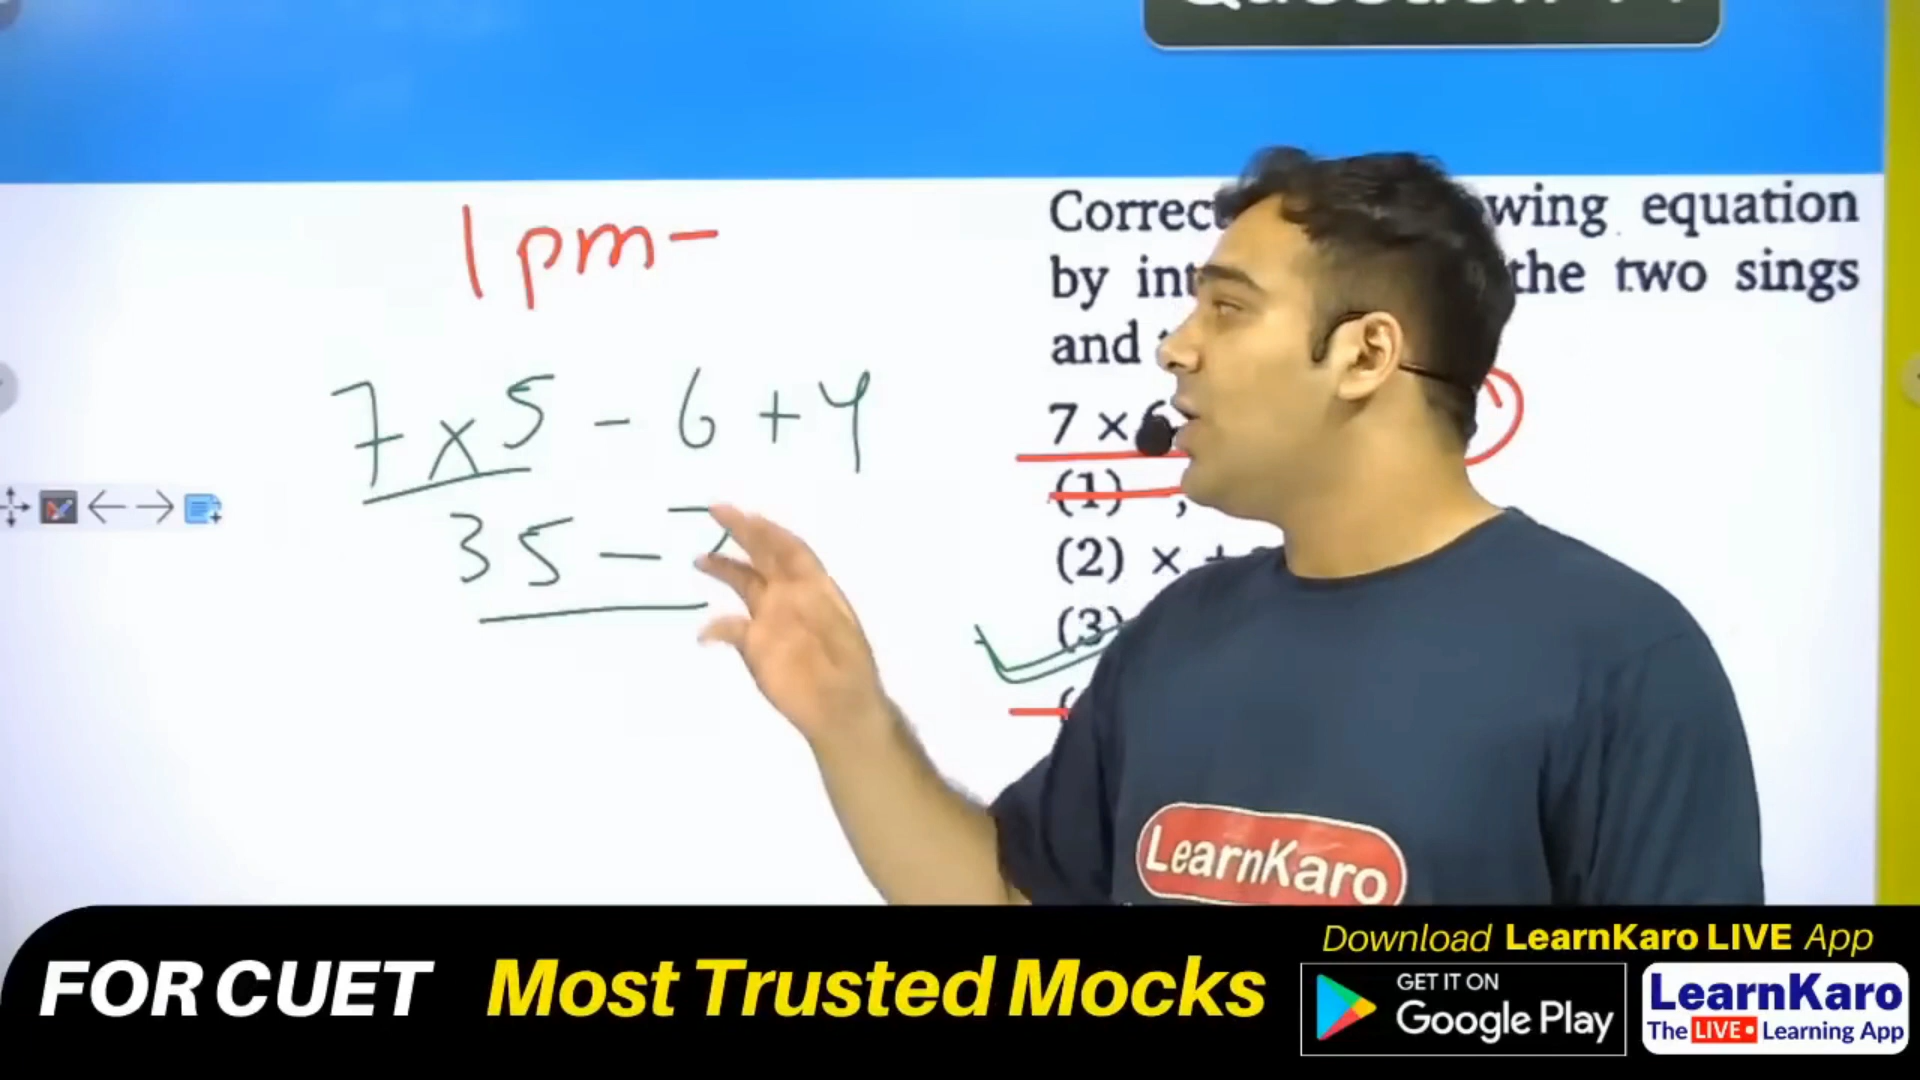 1 pm-
7 x 5 - 6 + 4
35 -
Correc wing equation
by int the two sings
and
7 × 6
(1) ,
(2) × +
(3)
LearnKaro
FOR CUET
Most Trusted Mocks
Download LearnKaro LIVE App
GET IT ON
Google Play
LearnKaro
The LIVE Learning App